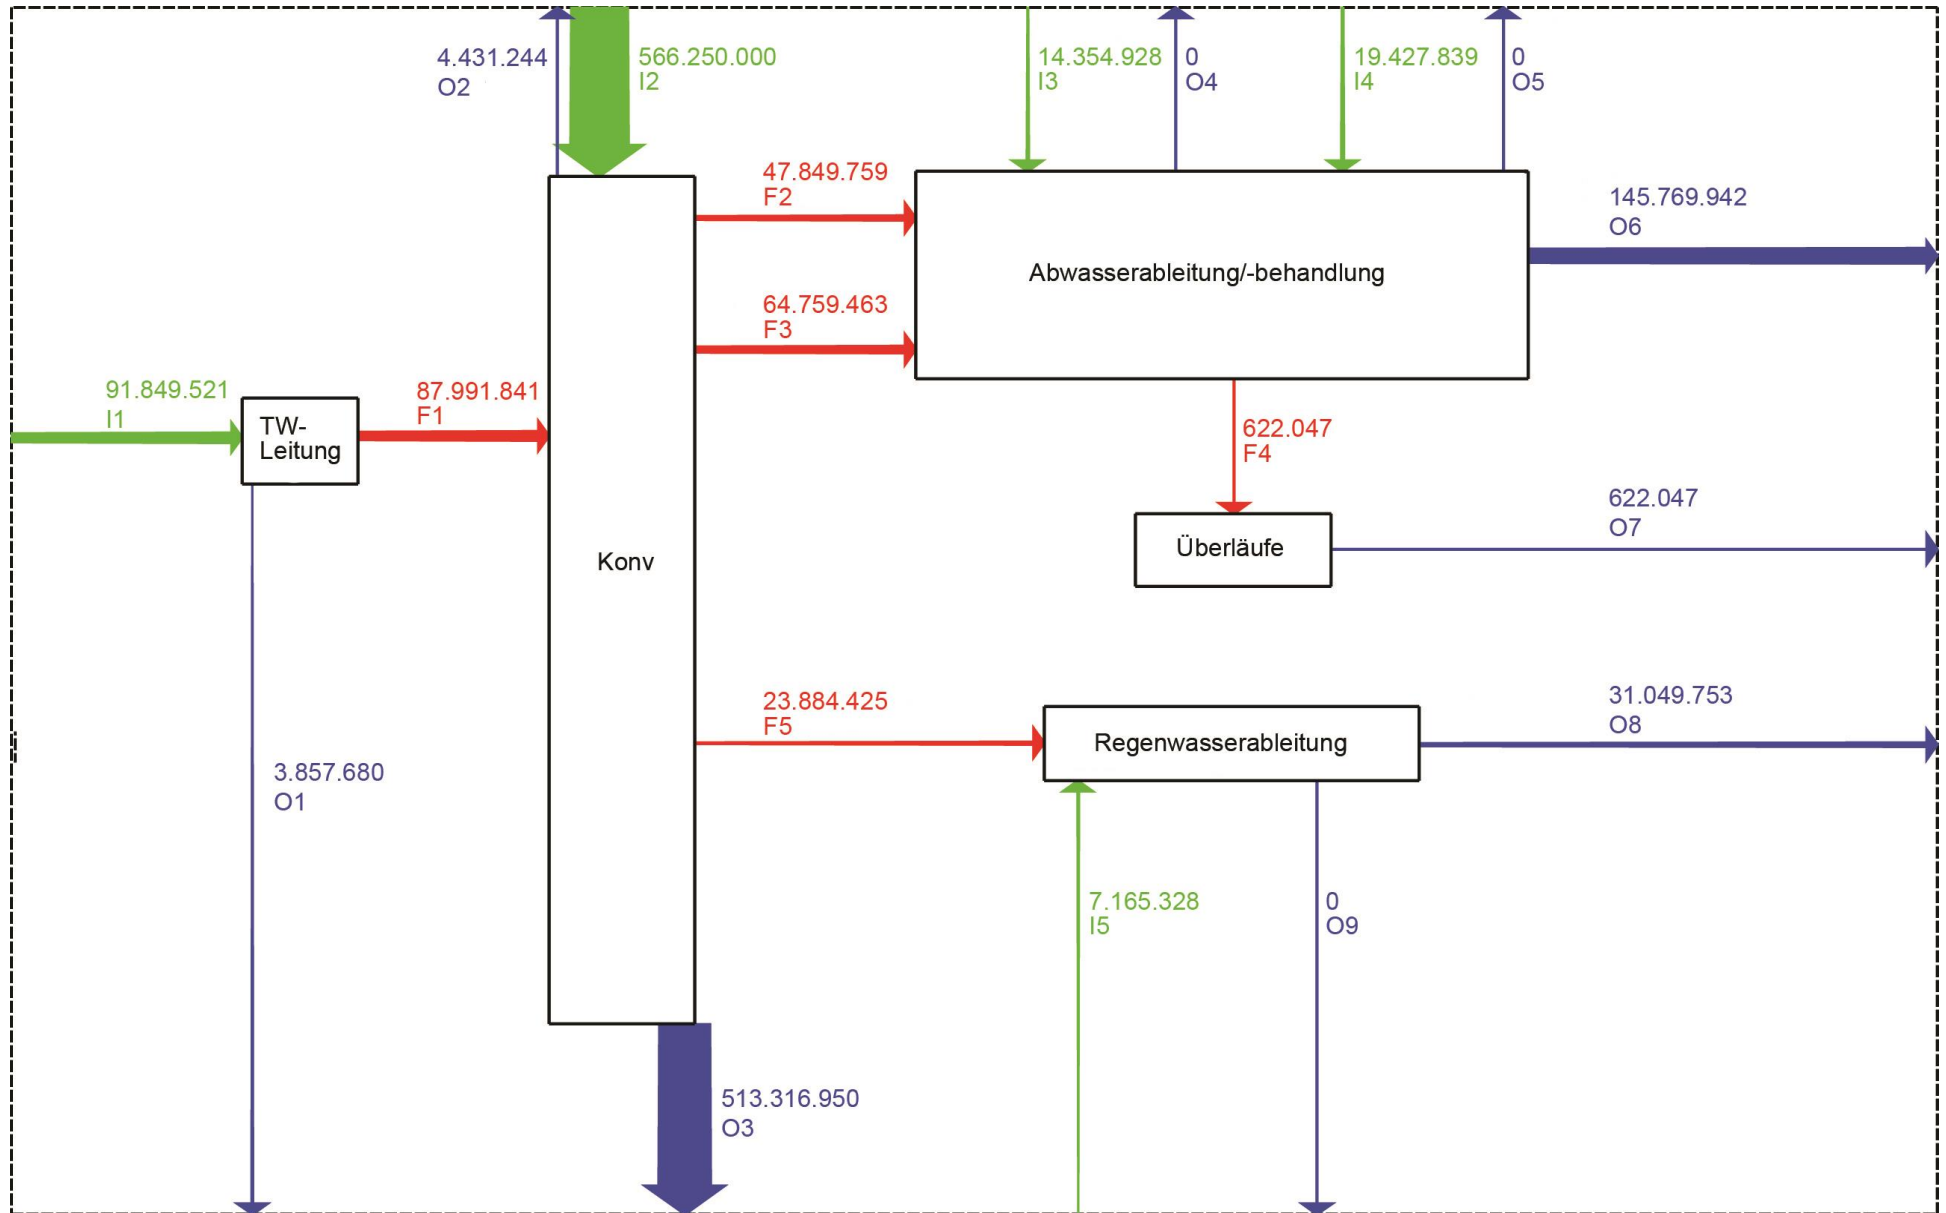 4.431.244
O2
566.250.000
I2
14.354.928
I3
0
O4
19.427.839
I4
0
O5
47.849.759
F2
145.769.942
O6
Abwasserableitung/-behandlung
64.759.463
F3
91.849.521
I1
TW-
Leitung
87.991.841
F1
622.047
F4
622.047
O7
Überläufe
Konv
23.884.425
F5
31.049.753
O8
Regenwasserableitung
3.857.680
O1
7.165.328
I5
0
O9
513.316.950
O3